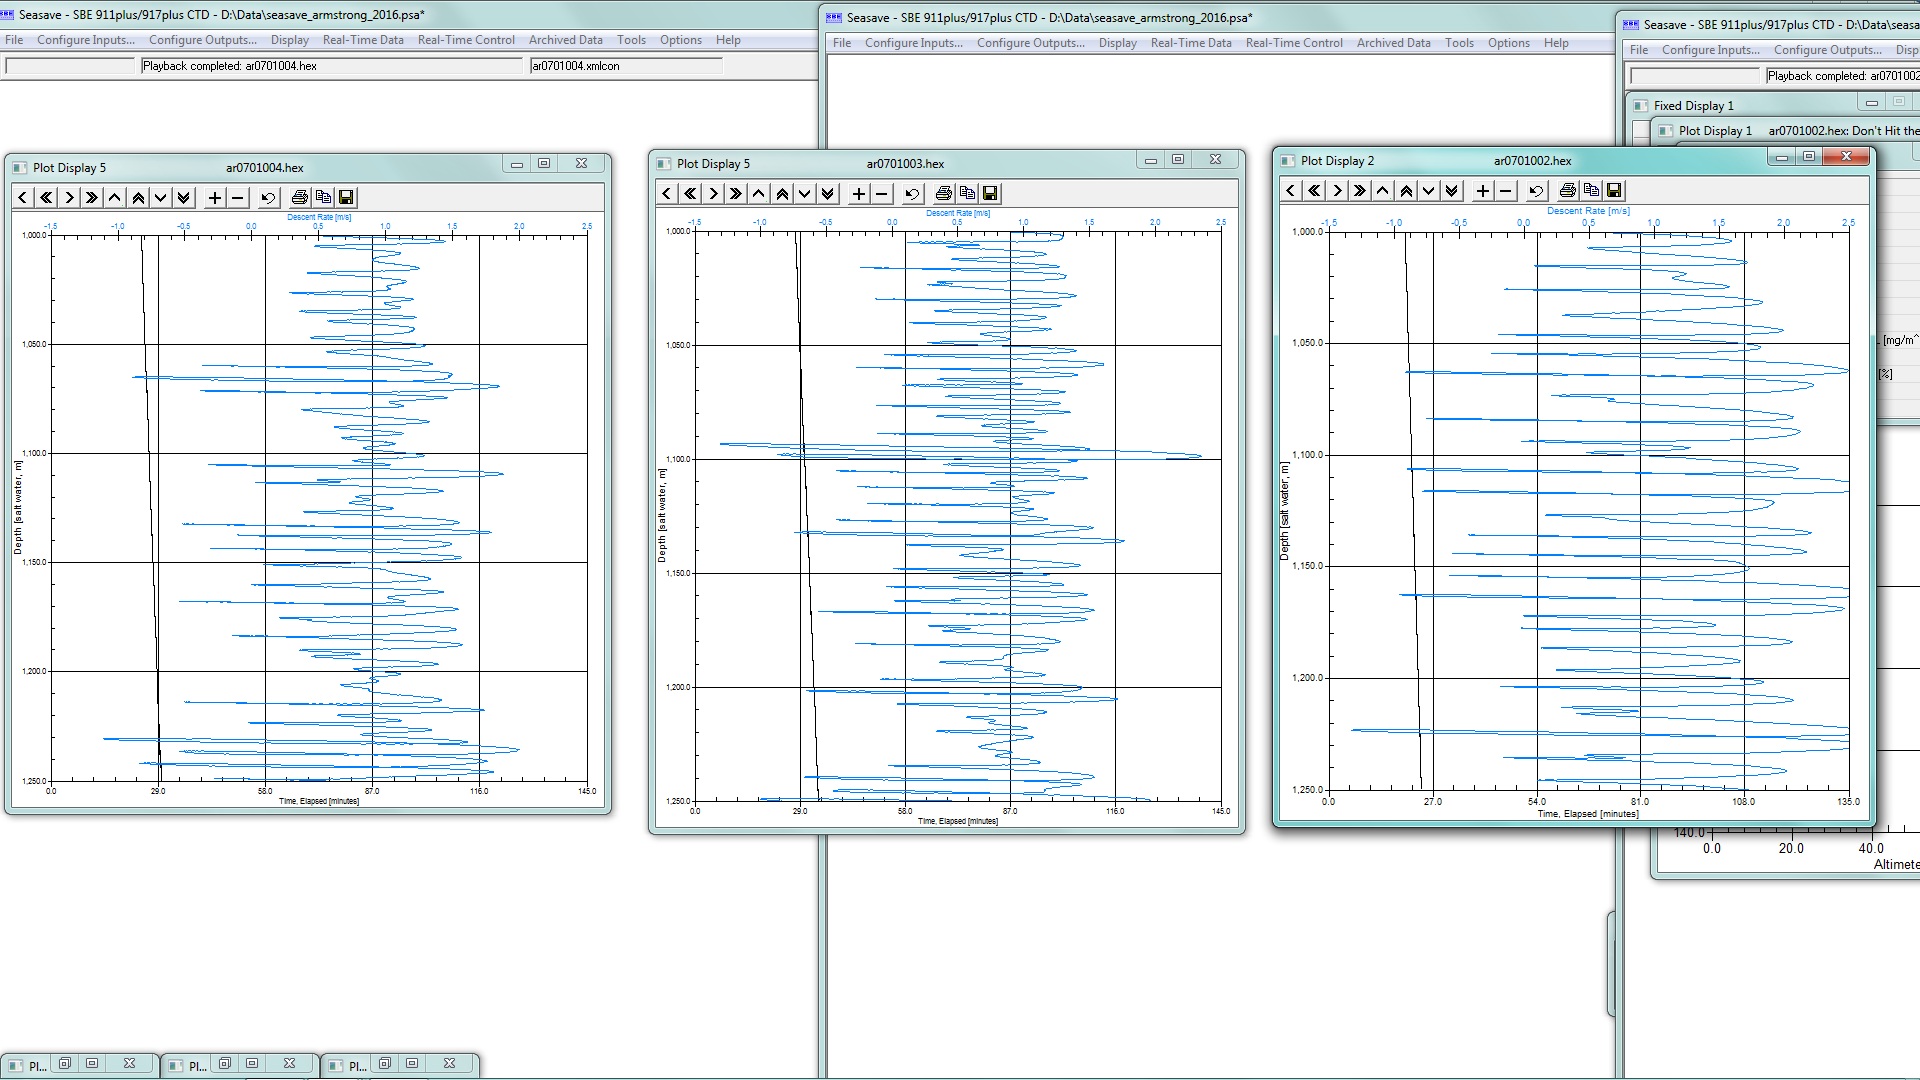 Seasave - SBE 911plus/917plus CTD - D:\Data\seasave_armstrong_2016.psa*
File Configure Inputs... Configure Outputs... Display Real-Time Data Real-Time Control Archived Data Tools Options Help
Playback completed: ar0701004.hex ar0701004.xmlcon
Seasave - SBE 911plus/917plus CTD - D:\Data\seasave_armstrong_2016.psa*
File Configure Inputs... Configure Outputs... Display Real-Time Data Real-Time Control Archived Data Tools Options Help
Seasave - SBE 911plus/917plus CTD - D:\Data\seasa
File Configure Inputs... Configure Outputs... Disp
Playback completed: ar0701002
Fixed Display 1
Plot Display 1 ar0701002.hex: Don't Hit the
Plot Display 5 ar0701004.hex
Descent Rate [m/s]
-1.5 -1.0 -0.5 0.0 0.5 1.0 1.5 2.0 2.5
1,000.0
1,050.0
1,100.0
1,150.0
1,200.0
1,250.0
Depth [salt water, m]
0.0 29.0 58.0 87.0 116.0 145.0
Time, Elapsed [minutes]
Plot Display 5 ar0701003.hex
Descent Rate [m/s]
-1.5 -1.0 -0.5 0.0 0.5 1.0 1.5 2.0 2.5
1,000.0
1,050.0
1,100.0
1,150.0
1,200.0
1,250.0
Depth [salt water, m]
0.0 29.0 58.0 87.0 116.0 145.0
Time, Elapsed [minutes]
Plot Display 2 ar0701002.hex
Descent Rate [m/s]
-1.5 -1.0 -0.5 0.0 0.5 1.0 1.5 2.0 2.5
1,000.0
1,050.0
1,100.0
1,150.0
1,200.0
1,250.0
Depth [salt water, m]
0.0 27.0 54.0 81.0 108.0 135.0
Time, Elapsed [minutes]
[mg/m^
[%]
140.0
0.0 20.0 40.0
Altimete
Pl... Pl... Pl...